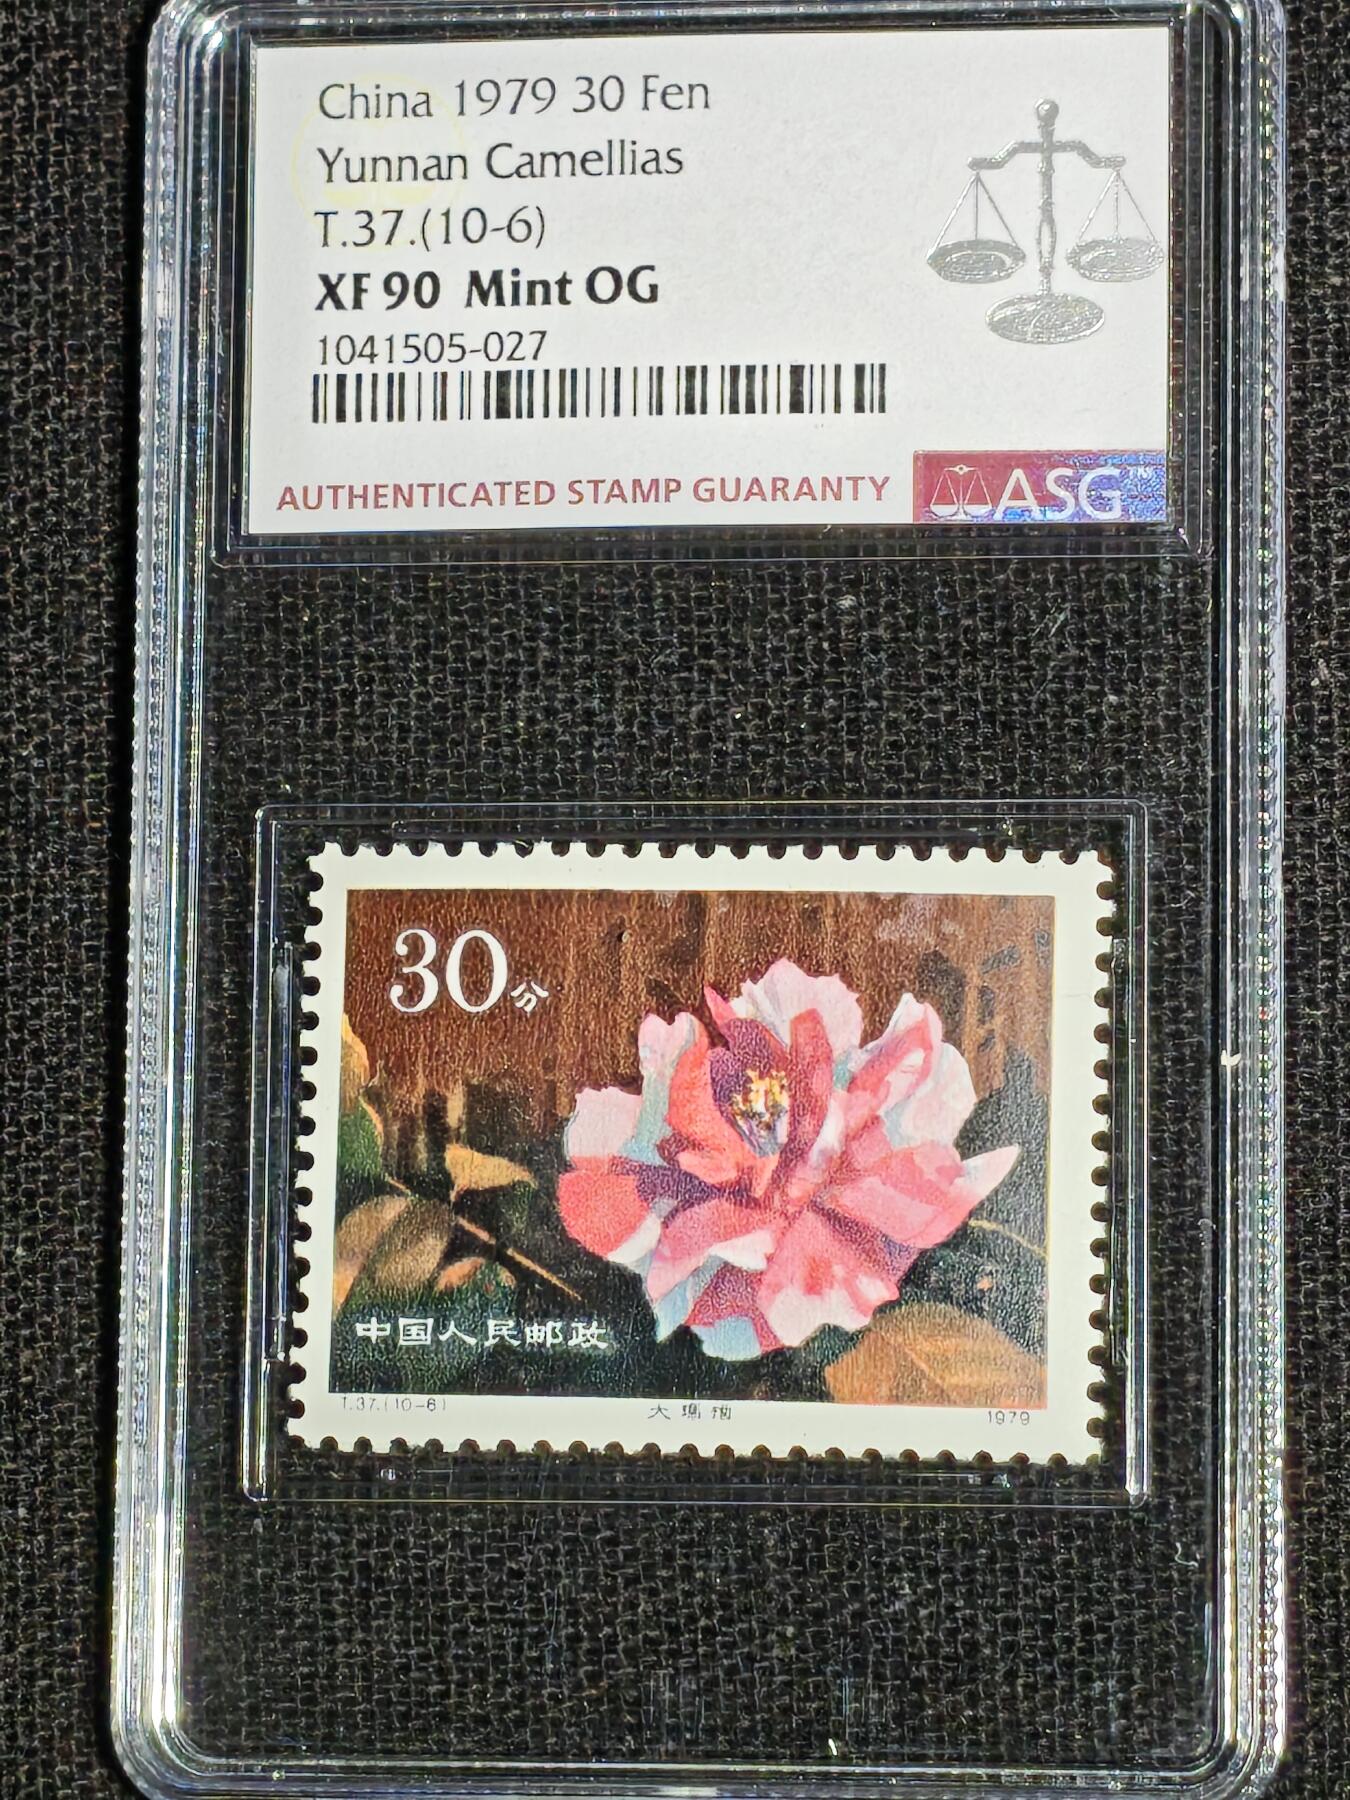 China 1979 30 Fen
Yunnan Camellias
T.37.(10-6)
XF 90 Mint OG
1041505-027
AUTHENTICATED STAMP GUARANTY
ASG™
30分
中国人民邮政
T.37.(10-6)
大玛瑙
1979